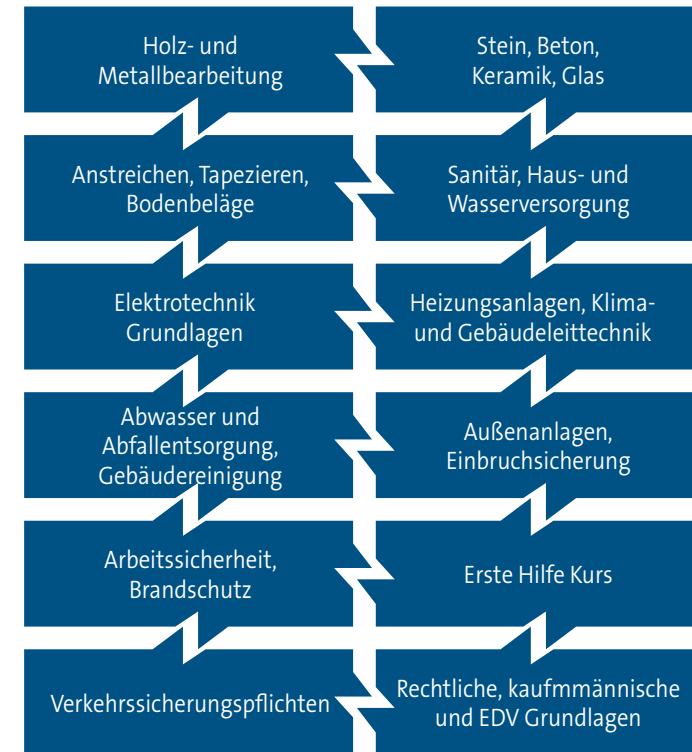 Holz- und
Metallbearbeitung
Stein, Beton,
Keramik, Glas
Anstreichen, Tapezieren,
Bodenbeläge
Sanitär, Haus- und
Wasserversorgung
Elektrotechnik
Grundlagen
Heizungsanlagen, Klima-
und Gebäudeleittechnik
Abwasser und
Abfallentsorgung,
Gebäudereinigung
Außenanlagen,
Einbruchsicherung
Arbeitssicherheit,
Brandschutz
Erste Hilfe Kurs
Verkehrssicherungspflichten
Rechtliche, kaufmmännische
und EDV Grundlagen